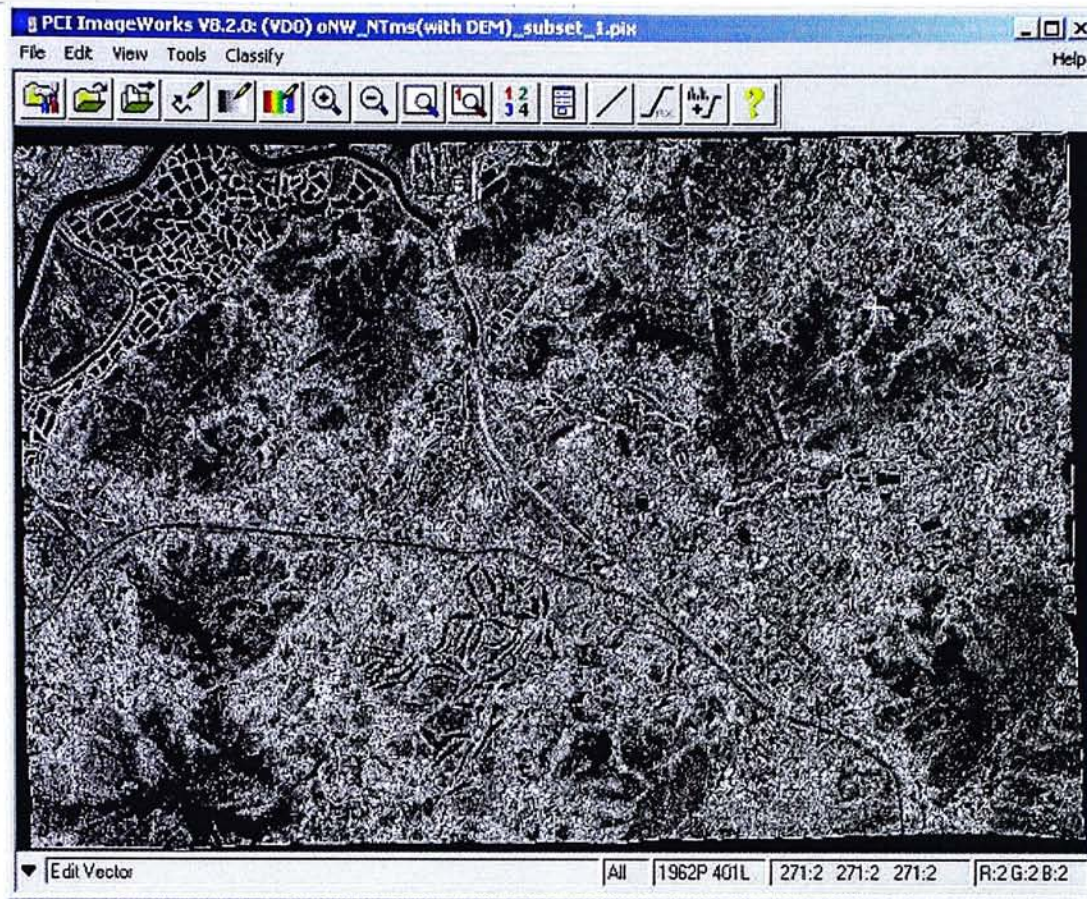 PCI ImageWorks V8.2.0: (VD0) oNW_NTms(with DEM)_subset_1.pix
File Edit View Tools Classify Help
1
1 2
3 4
?
Edit Vector All 1962P 401L 271:2 271:2 271:2 R:2 G:2 B:2